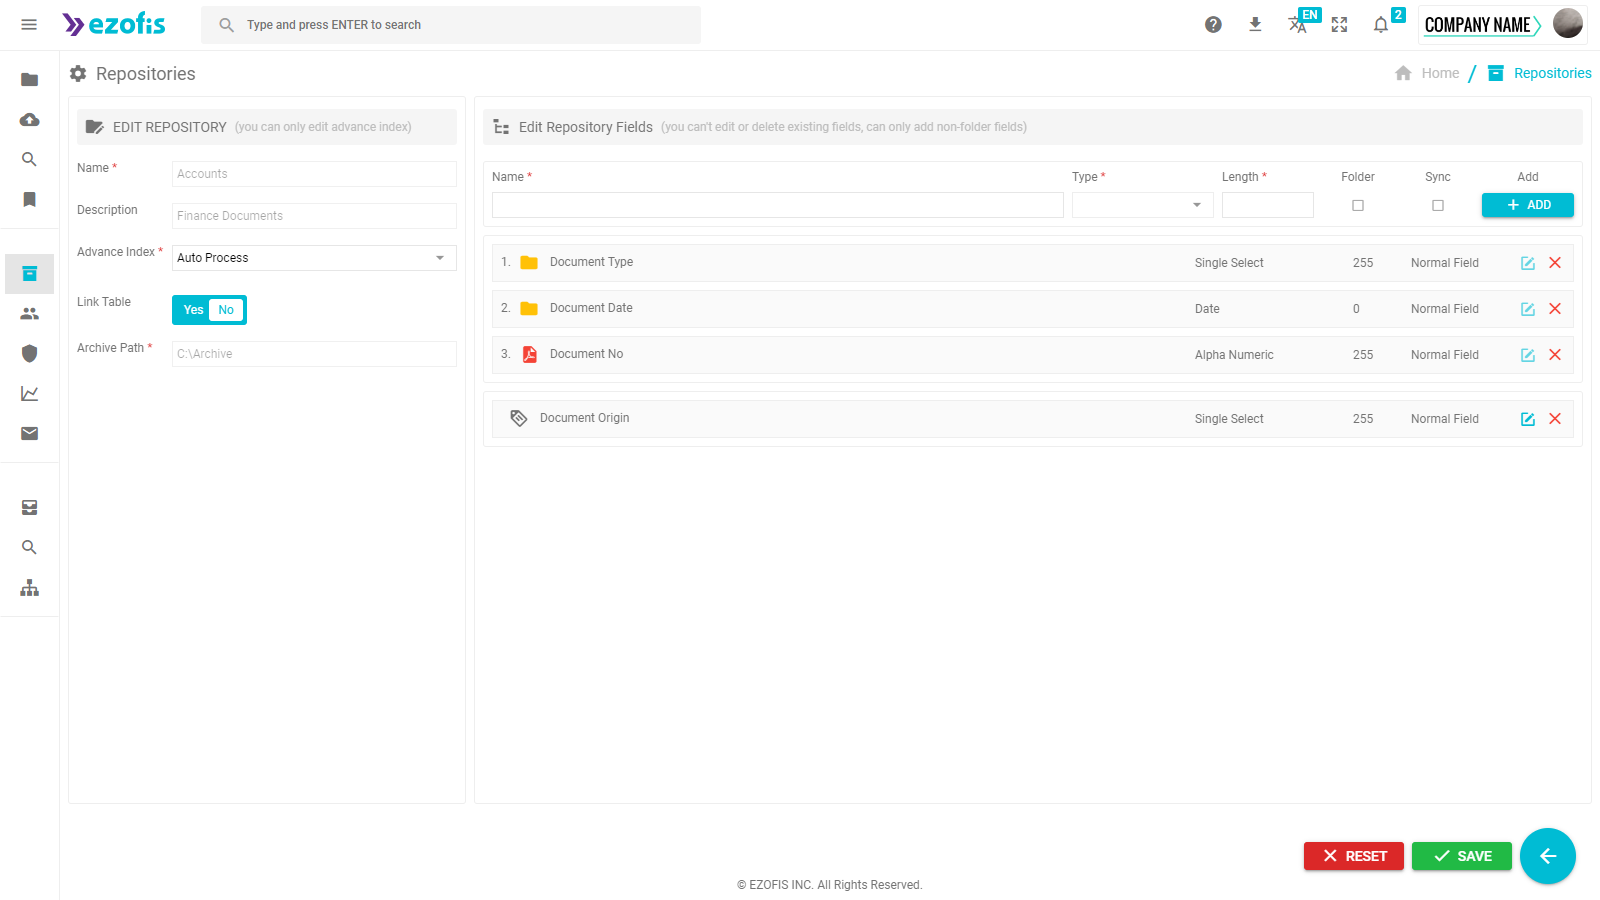 ezofis
Type and press ENTER to search
EN
2
COMPANY NAME
Repositories
Home / Repositories
EDIT REPOSITORY (you can only edit advance index)
Name *
Accounts
Description
Finance Documents
Advance Index *
Auto Process
Link Table
Yes No
Archive Path *
C:\Archive
Edit Repository Fields (you can't edit or delete existing fields, can only add non-folder fields)
Name * Type * Length * Folder Sync Add
ADD
1. Document Type Single Select 255 Normal Field
2. Document Date Date 0 Normal Field
3. Document No Alpha Numeric 255 Normal Field
Document Origin Single Select 255 Normal Field
RESET SAVE
© EZOFIS INC. All Rights Reserved.